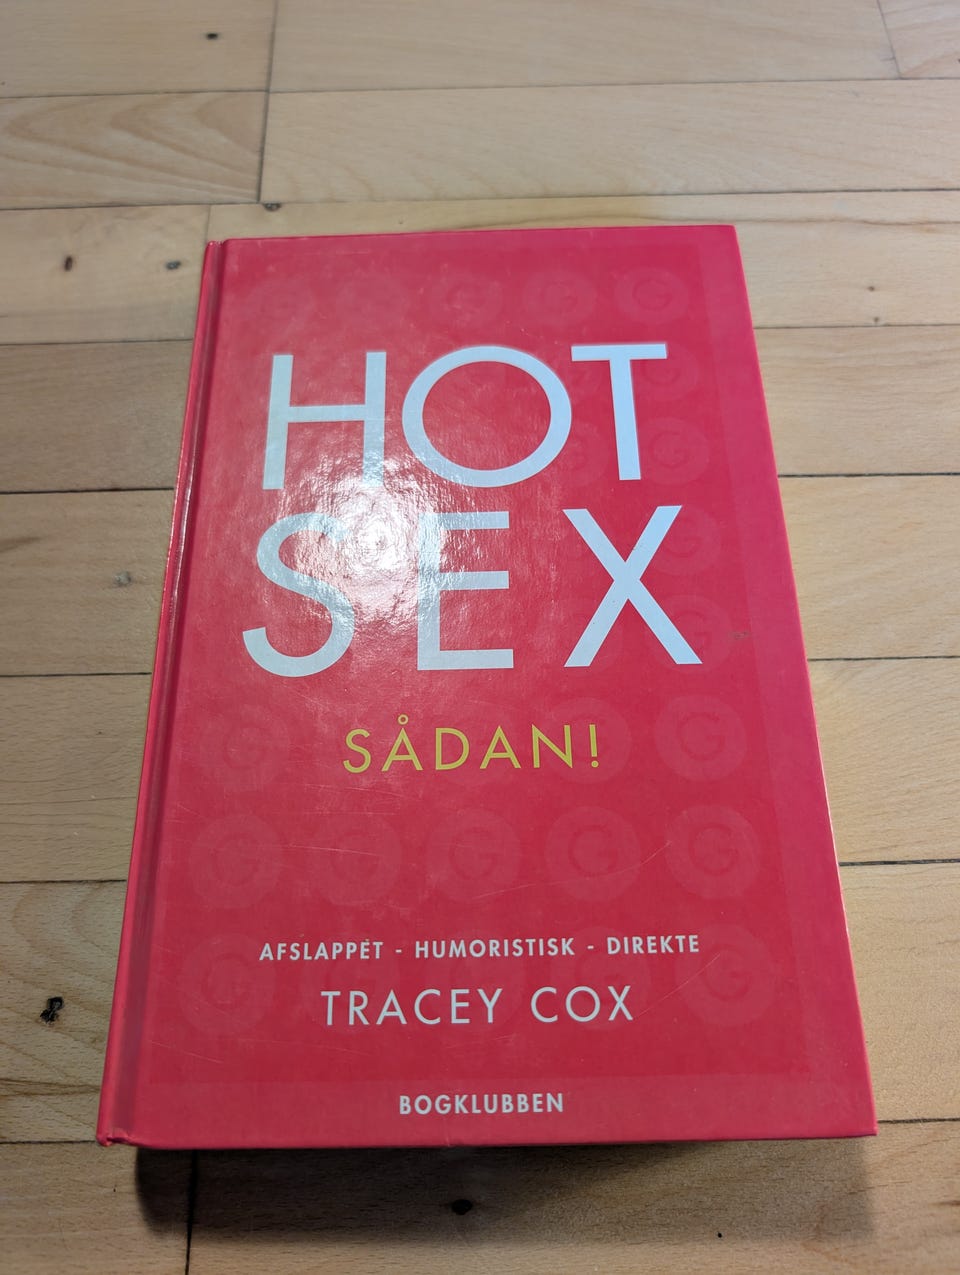 HOT
SEX
SÅDAN!
AFSLAPPET - HUMORISTISK - DIREKTE
TRACEY COX
BOGKLUBBEN